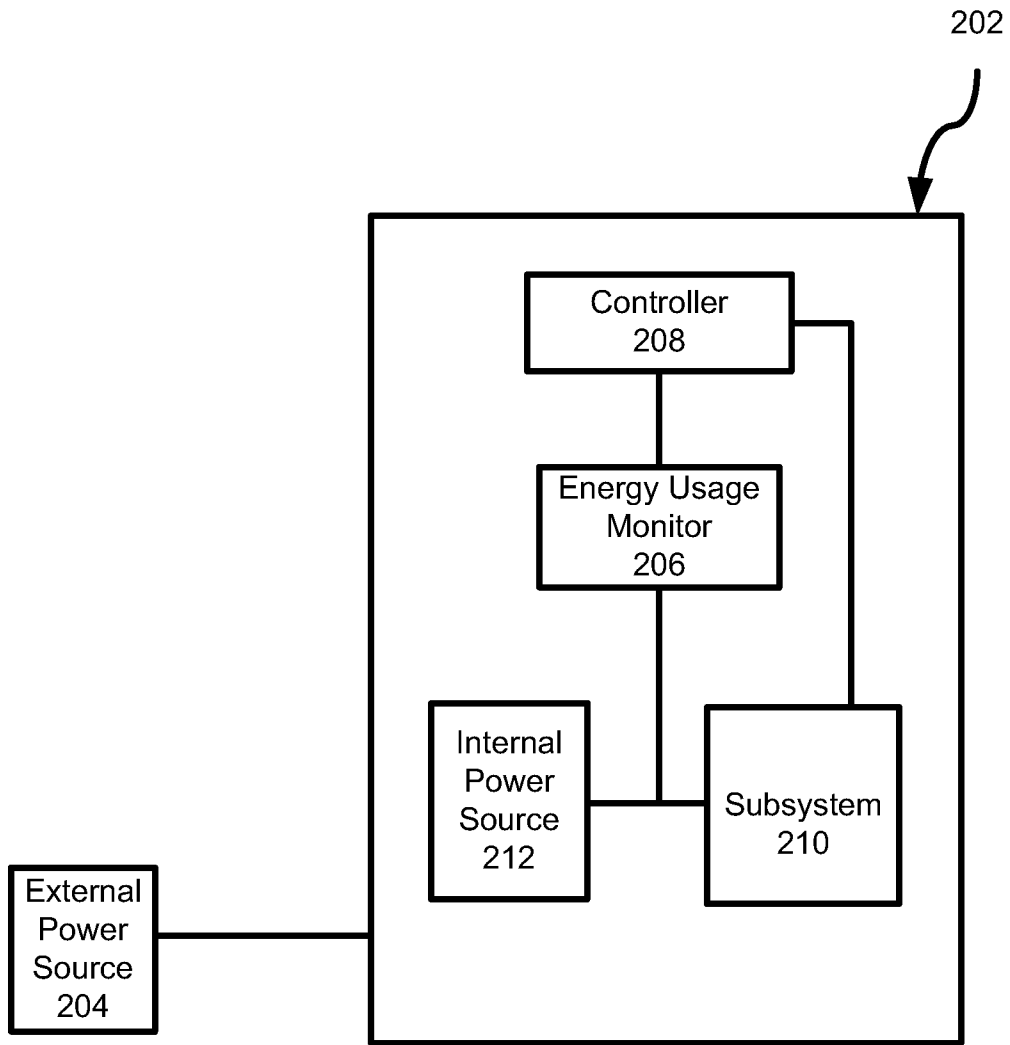 202
Controller
208
Energy Usage
Monitor
206
Internal
Power
Source
212
Subsystem
210
External
Power
Source
204